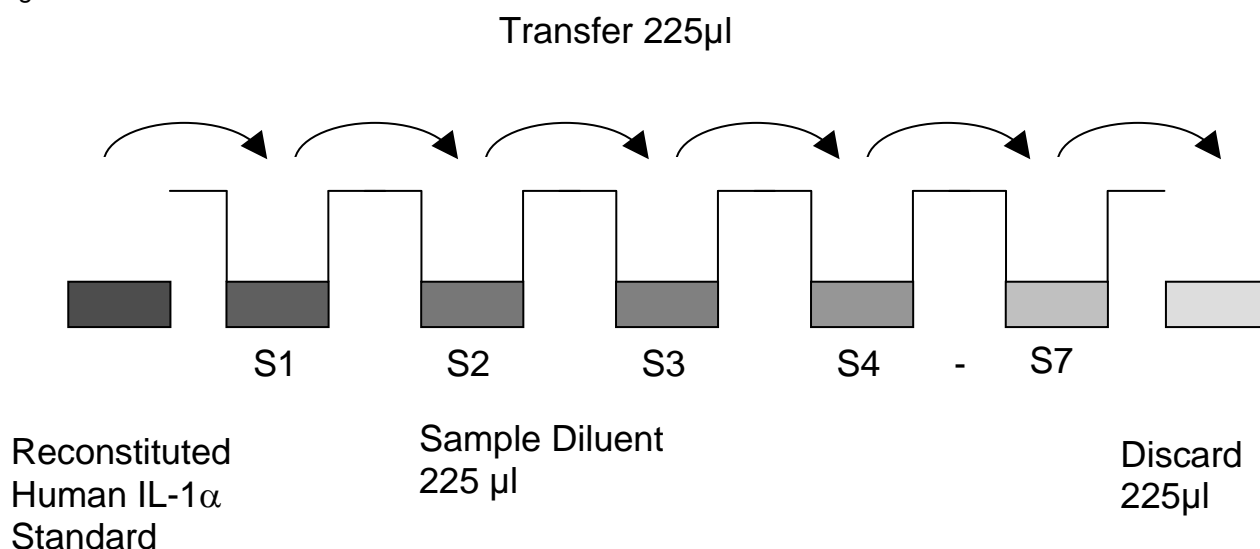 Transfer 225µl
S1 S2 S3 S4 - S7
Reconstituted
Human IL-1α
Standard
Sample Diluent
225 µl
Discard
225µl